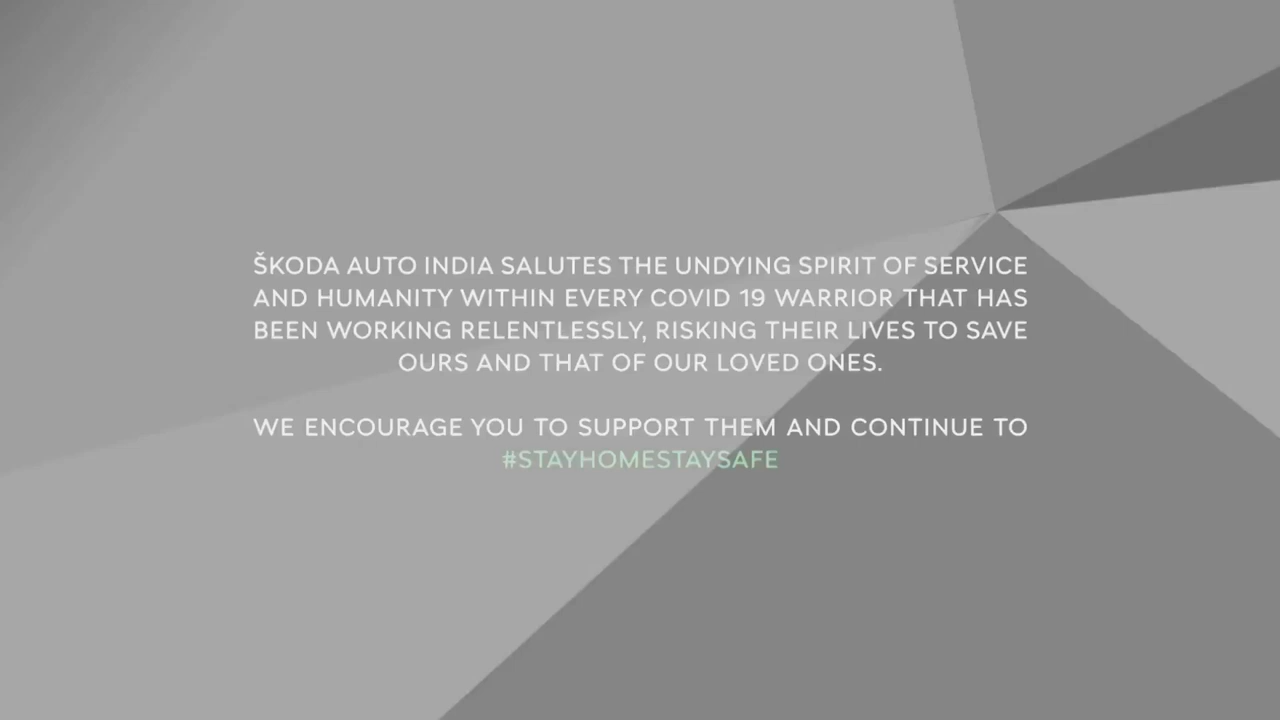 ŠKODA AUTO INDIA SALUTES THE UNDYING SPIRIT OF SERVICE
AND HUMANITY WITHIN EVERY COVID 19 WARRIOR THAT HAS
BEEN WORKING RELENTLESSLY, RISKING THEIR LIVES TO SAVE
OURS AND THAT OF OUR LOVED ONES.
WE ENCOURAGE YOU TO SUPPORT THEM AND CONTINUE TO
#STAYHOMESTAYSAFE